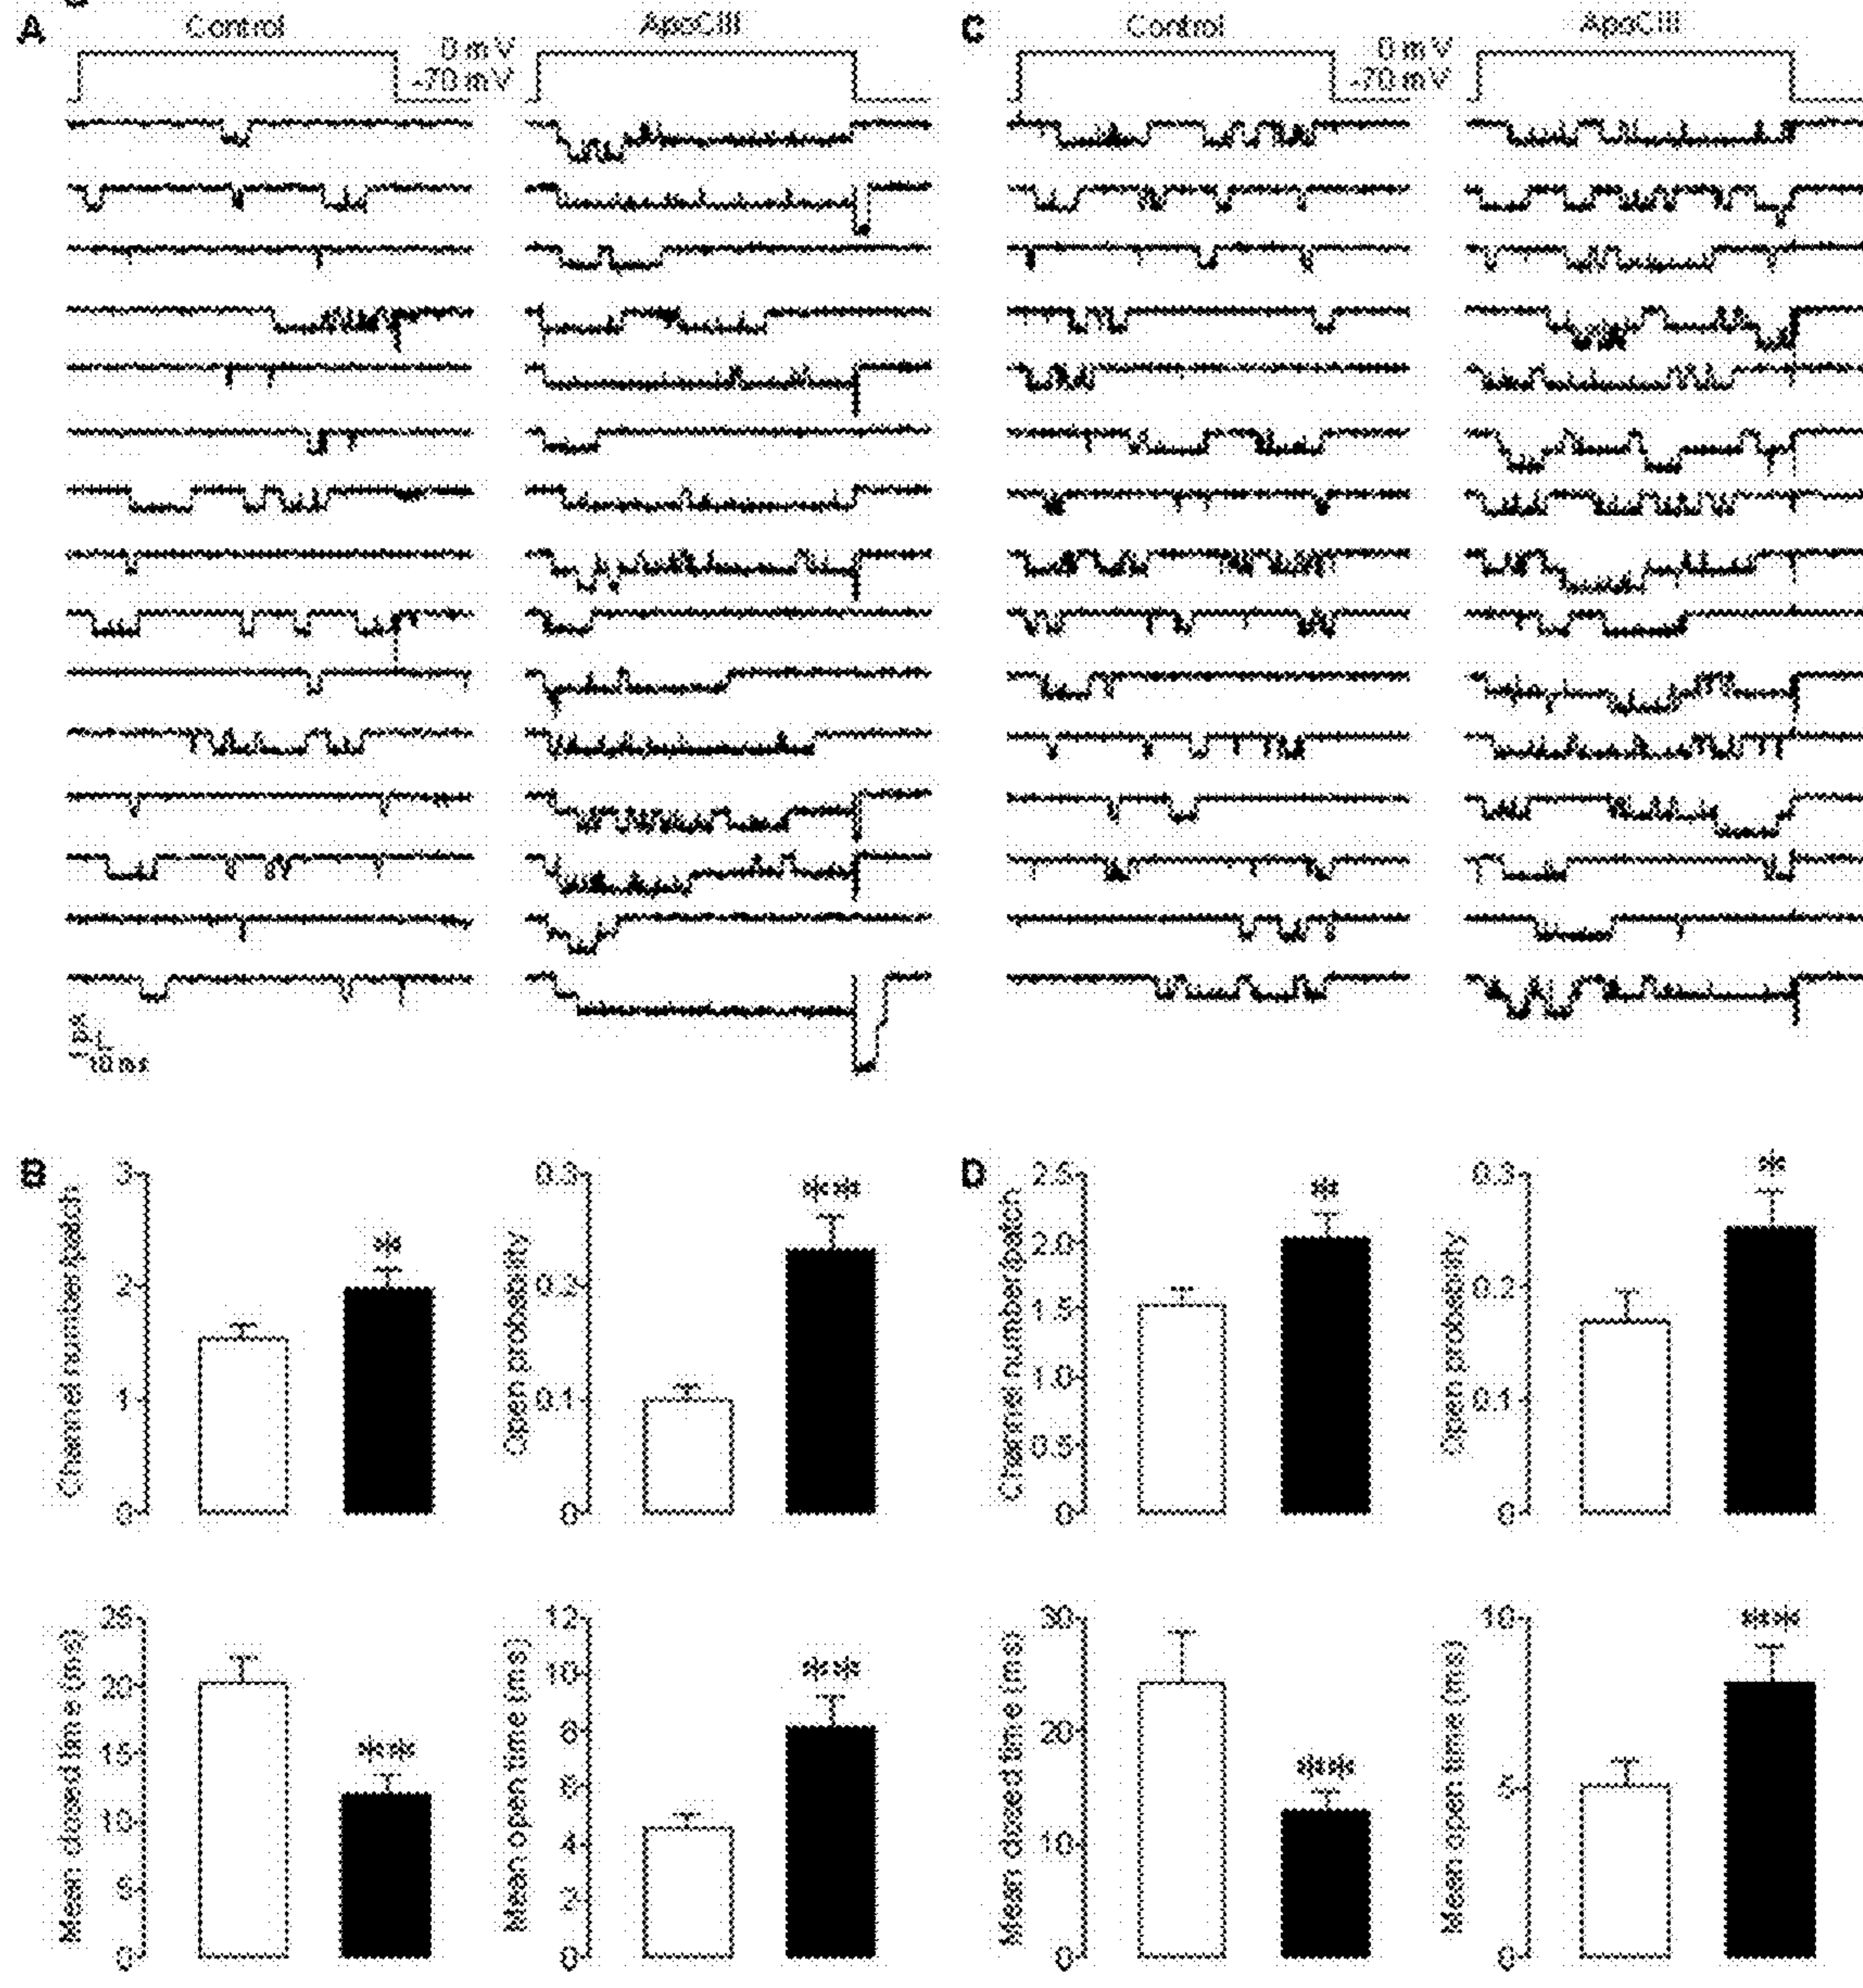 A
Control
ApoCIII
0 mV
-70 mV
C
Control
ApoCIII
0 mV
-70 mV
1 pA
10 ms
B
Channel number/patch
3
2
1
0
*
Open probability
0.3
0.2
0.1
0
**
D
Channel number/patch
2.5
2.0
1.5
1.0
0.5
0
*
Open probability
0.3
0.2
0.1
0
*
Mean closed time (ms)
25
20
15
10
5
0
**
Mean open time (ms)
12
10
8
6
4
2
0
**
Mean closed time (ms)
30
20
10
0
**
Mean open time (ms)
10
5
0
**